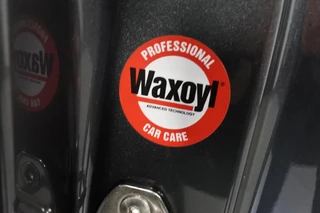 PROFESSIONAL
Waxoyl®
ADVANCED TECHNOLOGY
CAR CARE